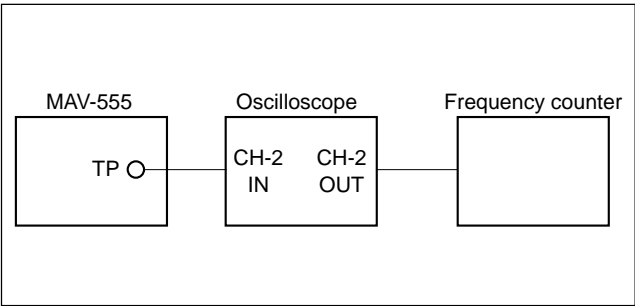 MAV-555
Oscilloscope
Frequency counter
TP
CH-2
IN
CH-2
OUT